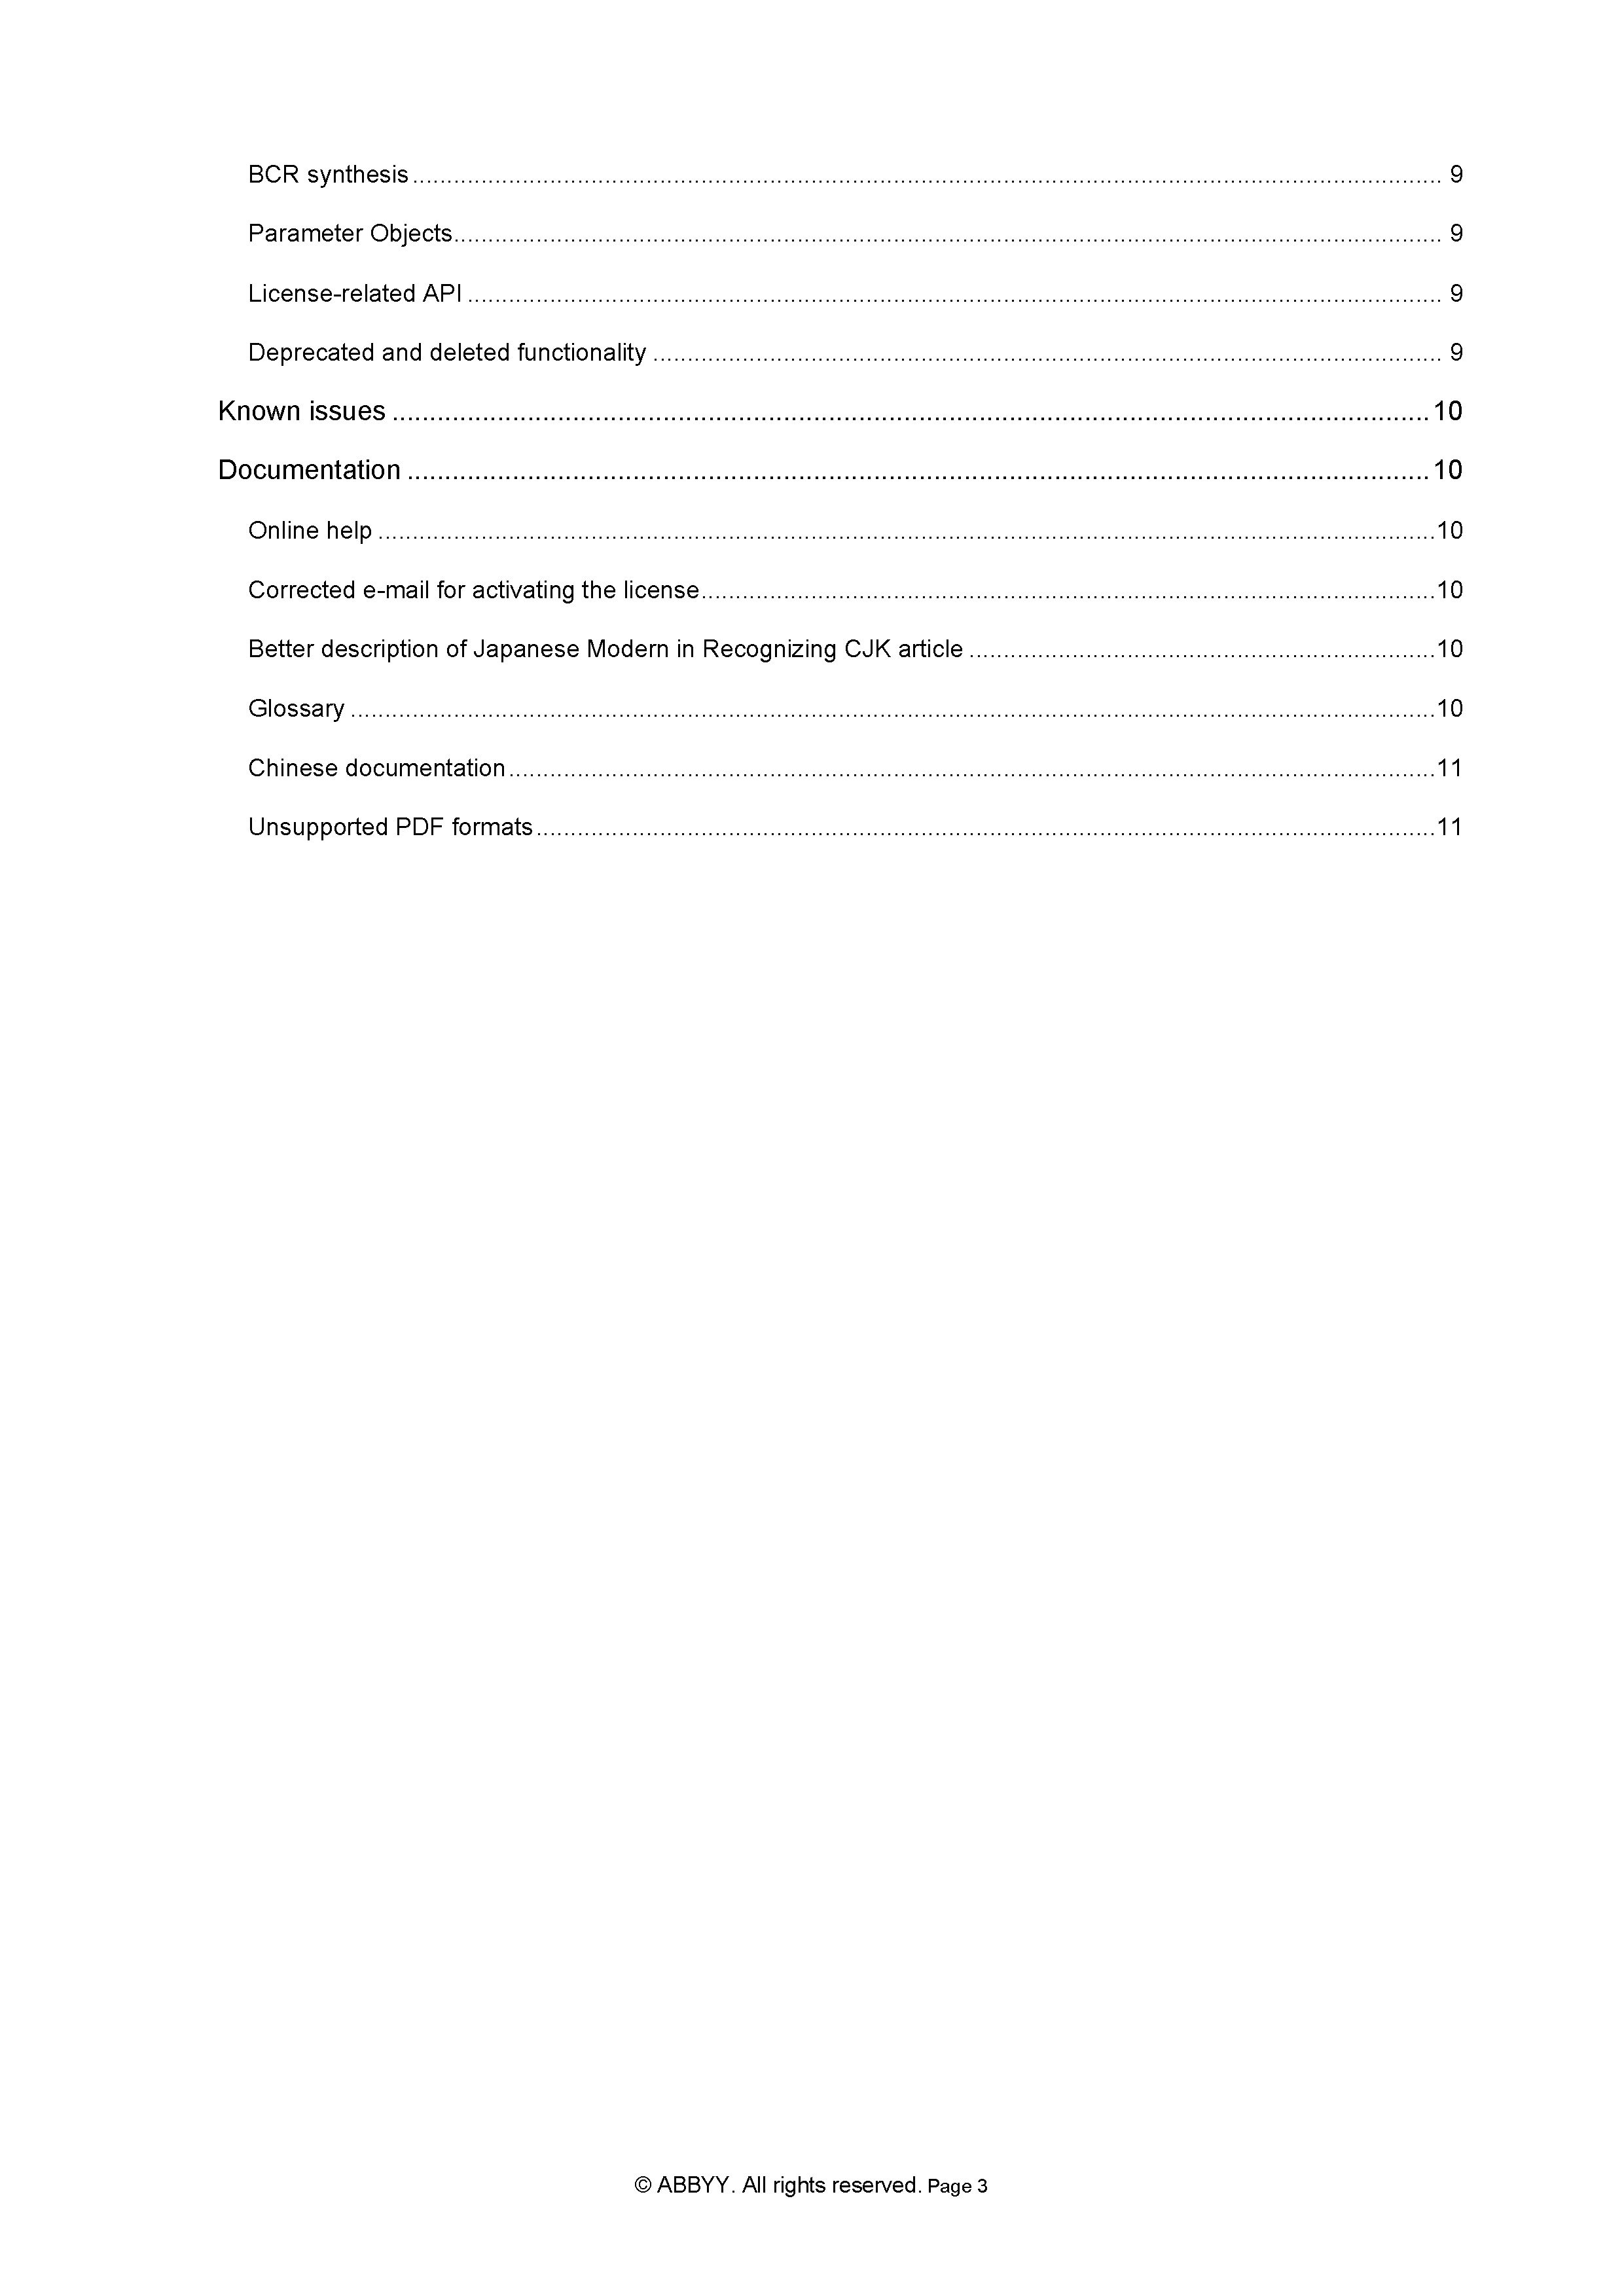 BCR synthesis ........................................................................................................................................................ 9
Parameter Objects.................................................................................................................................................. 9
License-related API ................................................................................................................................................ 9
Deprecated and deleted functionality .................................................................................................................... 9
Known issues ........................................................................................................................................... 10
Documentation ......................................................................................................................................... 10
Online help ...........................................................................................................................................................10
Corrected e-mail for activating the license............................................................................................................10
Better description of Japanese Modern in Recognizing CJK article .....................................................................10
Glossary ...............................................................................................................................................................10
Chinese documentation........................................................................................................................................11
Unsupported PDF formats....................................................................................................................................11
© ABBYY. All rights reserved. Page 3